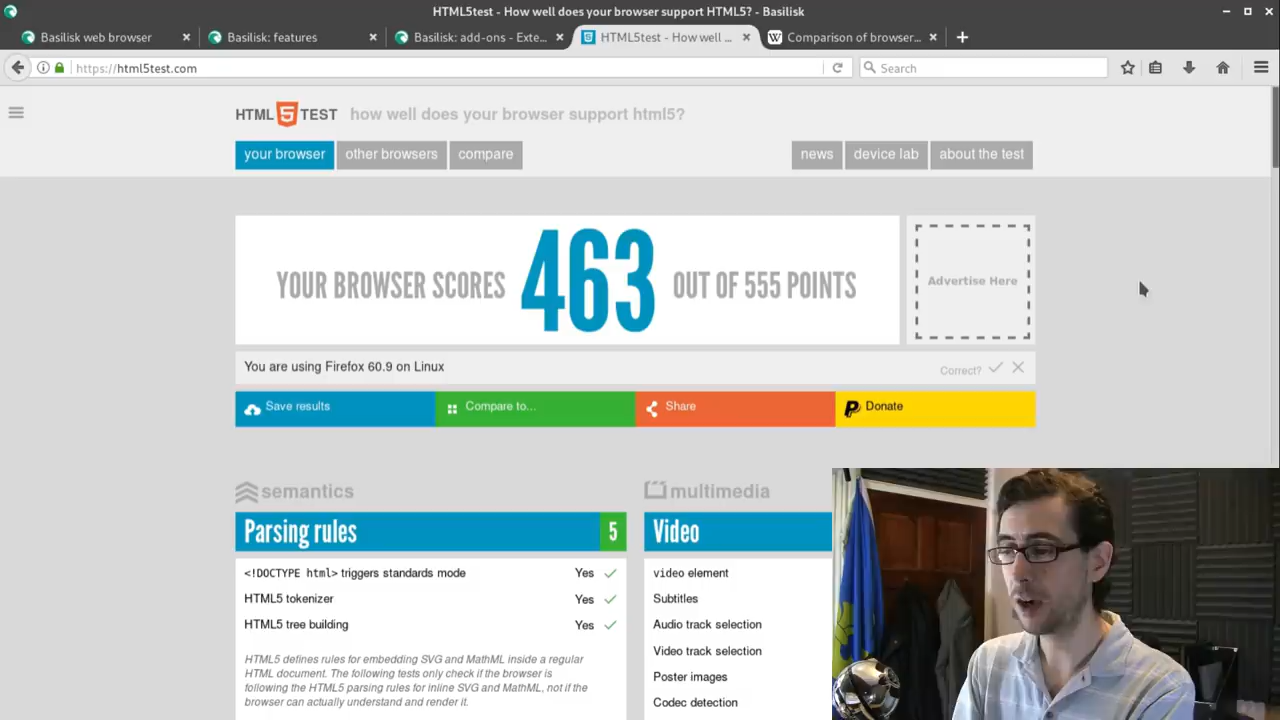 HTML5test - How well does your browser support HTML5? - Basilisk
Basilisk web browser
Basilisk: features
Basilisk: add-ons - Exte...
HTML5test - How well ...
W Comparison of browser...
https://html5test.com
Search
HTML 5 TEST how well does your browser support html5?
your browser other browsers compare
news device lab about the test
YOUR BROWSER SCORES 463 OUT OF 555 POINTS
Advertise Here
You are using Firefox 60.9 on Linux
Correct?
Save results
Compare to...
Share
Donate
semantics
multimedia
Parsing rules 5
Video
<!DOCTYPE html> triggers standards mode Yes
HTML5 tokenizer Yes
HTML5 tree building Yes
HTML5 defines rules for embedding SVG and MathML inside a regular
HTML document. The following tests only check if the browser is
following the HTML5 parsing rules for inline SVG and MathML, not if the
browser can actually understand and render it.
video element
Subtitles
Audio track selection
Video track selection
Poster images
Codec detection